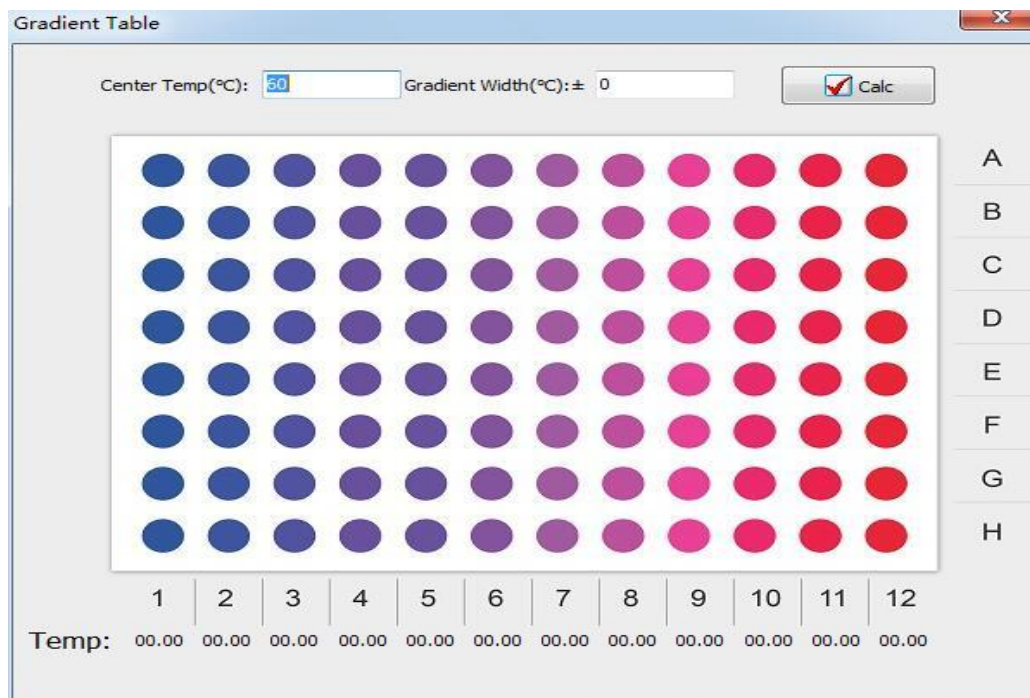 Gradient Table
Center Temp(°C): 60 Gradient Width(°C):± 0 Calc
A
B
C
D
E
F
G
H
1 2 3 4 5 6 7 8 9 10 11 12
Temp: 00.00 00.00 00.00 00.00 00.00 00.00 00.00 00.00 00.00 00.00 00.00 00.00